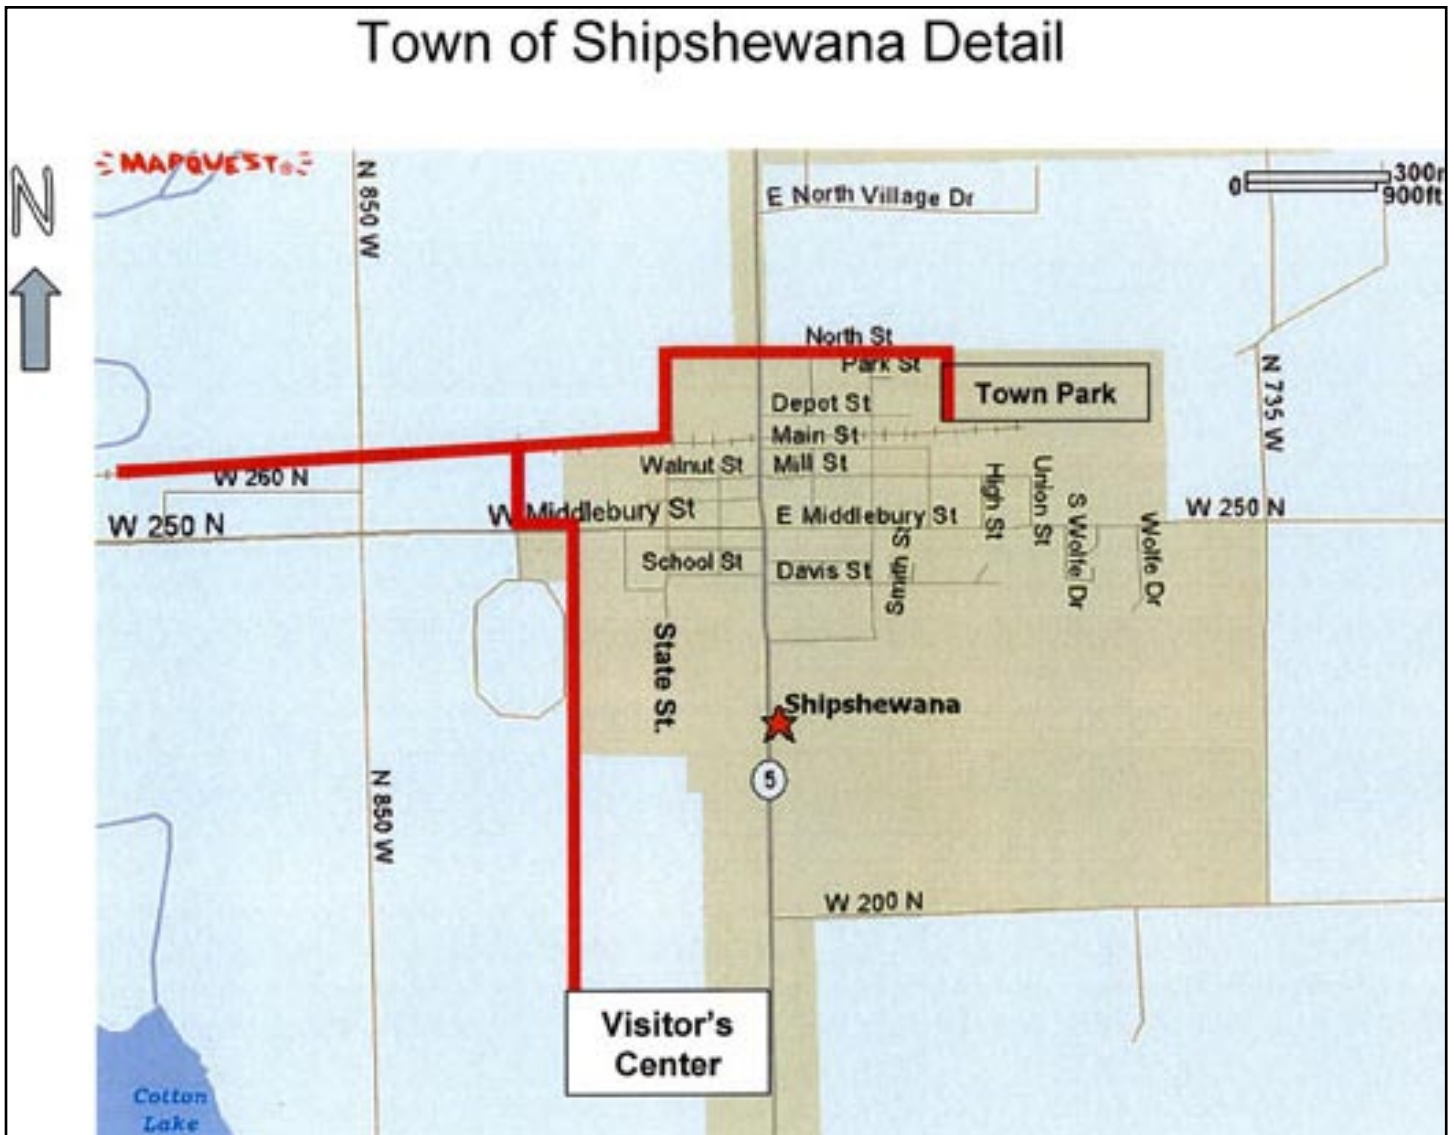 Town of Shipshewana Detail
MAPQUEST®
N
N 850 W
E North Village Dr
0
300m
900ft
North St
Park St
Town Park
Depot St
N 735 W
Main St
Walnut St
Mill St
W 260 N
High St
Union St
S Wolfe Dr
Wolfe Dr
W 250 N
W Middlebury St
E Middlebury St
W 250 N
School St
Davis St
Smith St
State St.
Shipshewana
5
N 850 W
W 200 N
Visitor's
Center
Cotton
Lake